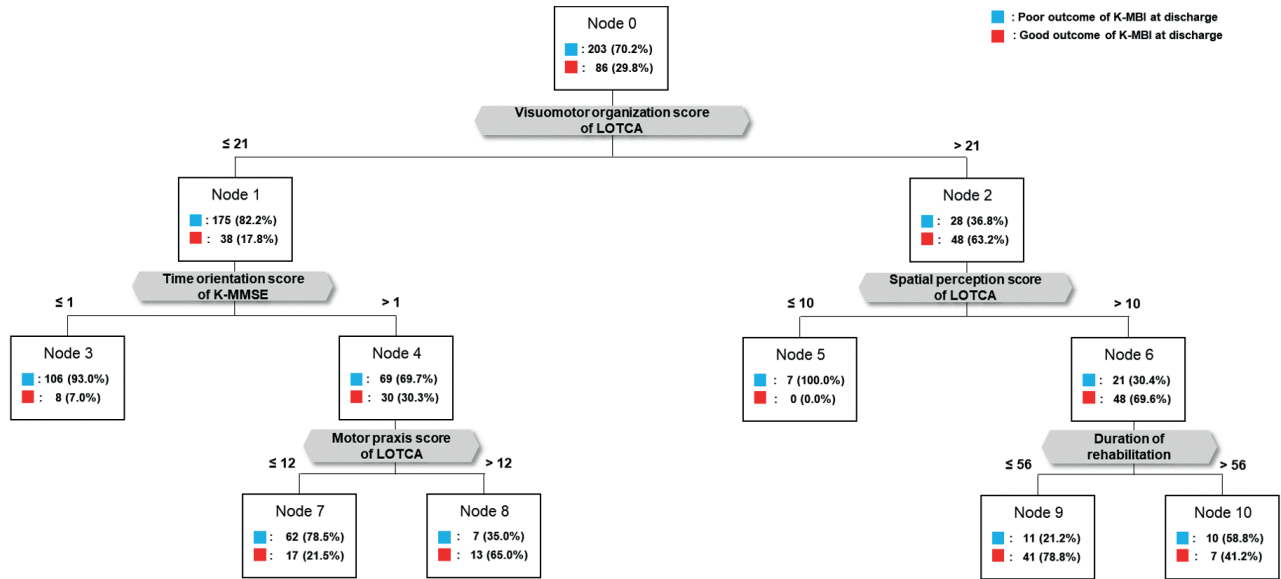 Node 0
: 203 (70.2%)
: 86 (29.8%)
: Poor outcome of K-MBI at discharge
: Good outcome of K-MBI at discharge
Visuomotor organization score
of LOTCA
≤ 21
> 21
Node 1
: 175 (82.2%)
: 38 (17.8%)
Node 2
: 28 (36.8%)
: 48 (63.2%)
Time orientation score
of K-MMSE
Spatial perception score
of LOTCA
≤ 1
> 1
≤ 10
> 10
Node 3
: 106 (93.0%)
: 8 (7.0%)
Node 4
: 69 (69.7%)
: 30 (30.3%)
Node 5
: 7 (100.0%)
: 0 (0.0%)
Node 6
: 21 (30.4%)
: 48 (69.6%)
Motor praxis score
of LOTCA
Duration of
rehabilitation
≤ 12
> 12
≤ 56
> 56
Node 7
: 62 (78.5%)
: 17 (21.5%)
Node 8
: 7 (35.0%)
: 13 (65.0%)
Node 9
: 11 (21.2%)
: 41 (78.8%)
Node 10
: 10 (58.8%)
: 7 (41.2%)